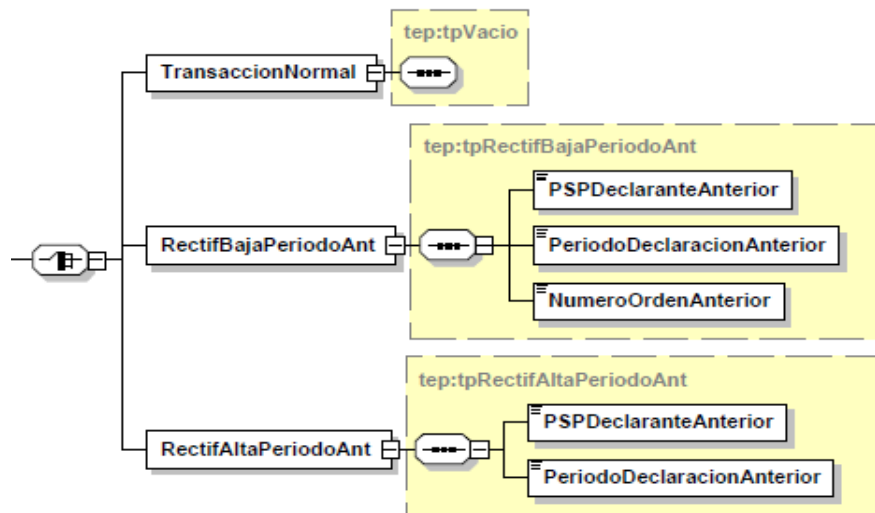 tep:tpVacio
TransaccionNormal
tep:tpRectifBajaPeriodoAnt
PSPDeclaranteAnterior
RectifBajaPeriodoAnt
PeriodoDeclaracionAnterior
NumeroOrdenAnterior
tep:tpRectifAltaPeriodoAnt
PSPDeclaranteAnterior
RectifAltaPeriodoAnt
PeriodoDeclaracionAnterior